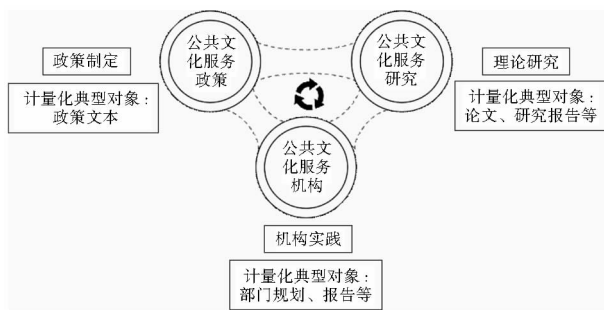 公共文
化服务
政策
公共文
化服务
研究
政策制定
计量化典型对象：
政策文本
理论研究
计量化典型对象：
论文、研究报告等
公共文
化服务
机构
机构实践
计量化典型对象：
部门规划、报告等